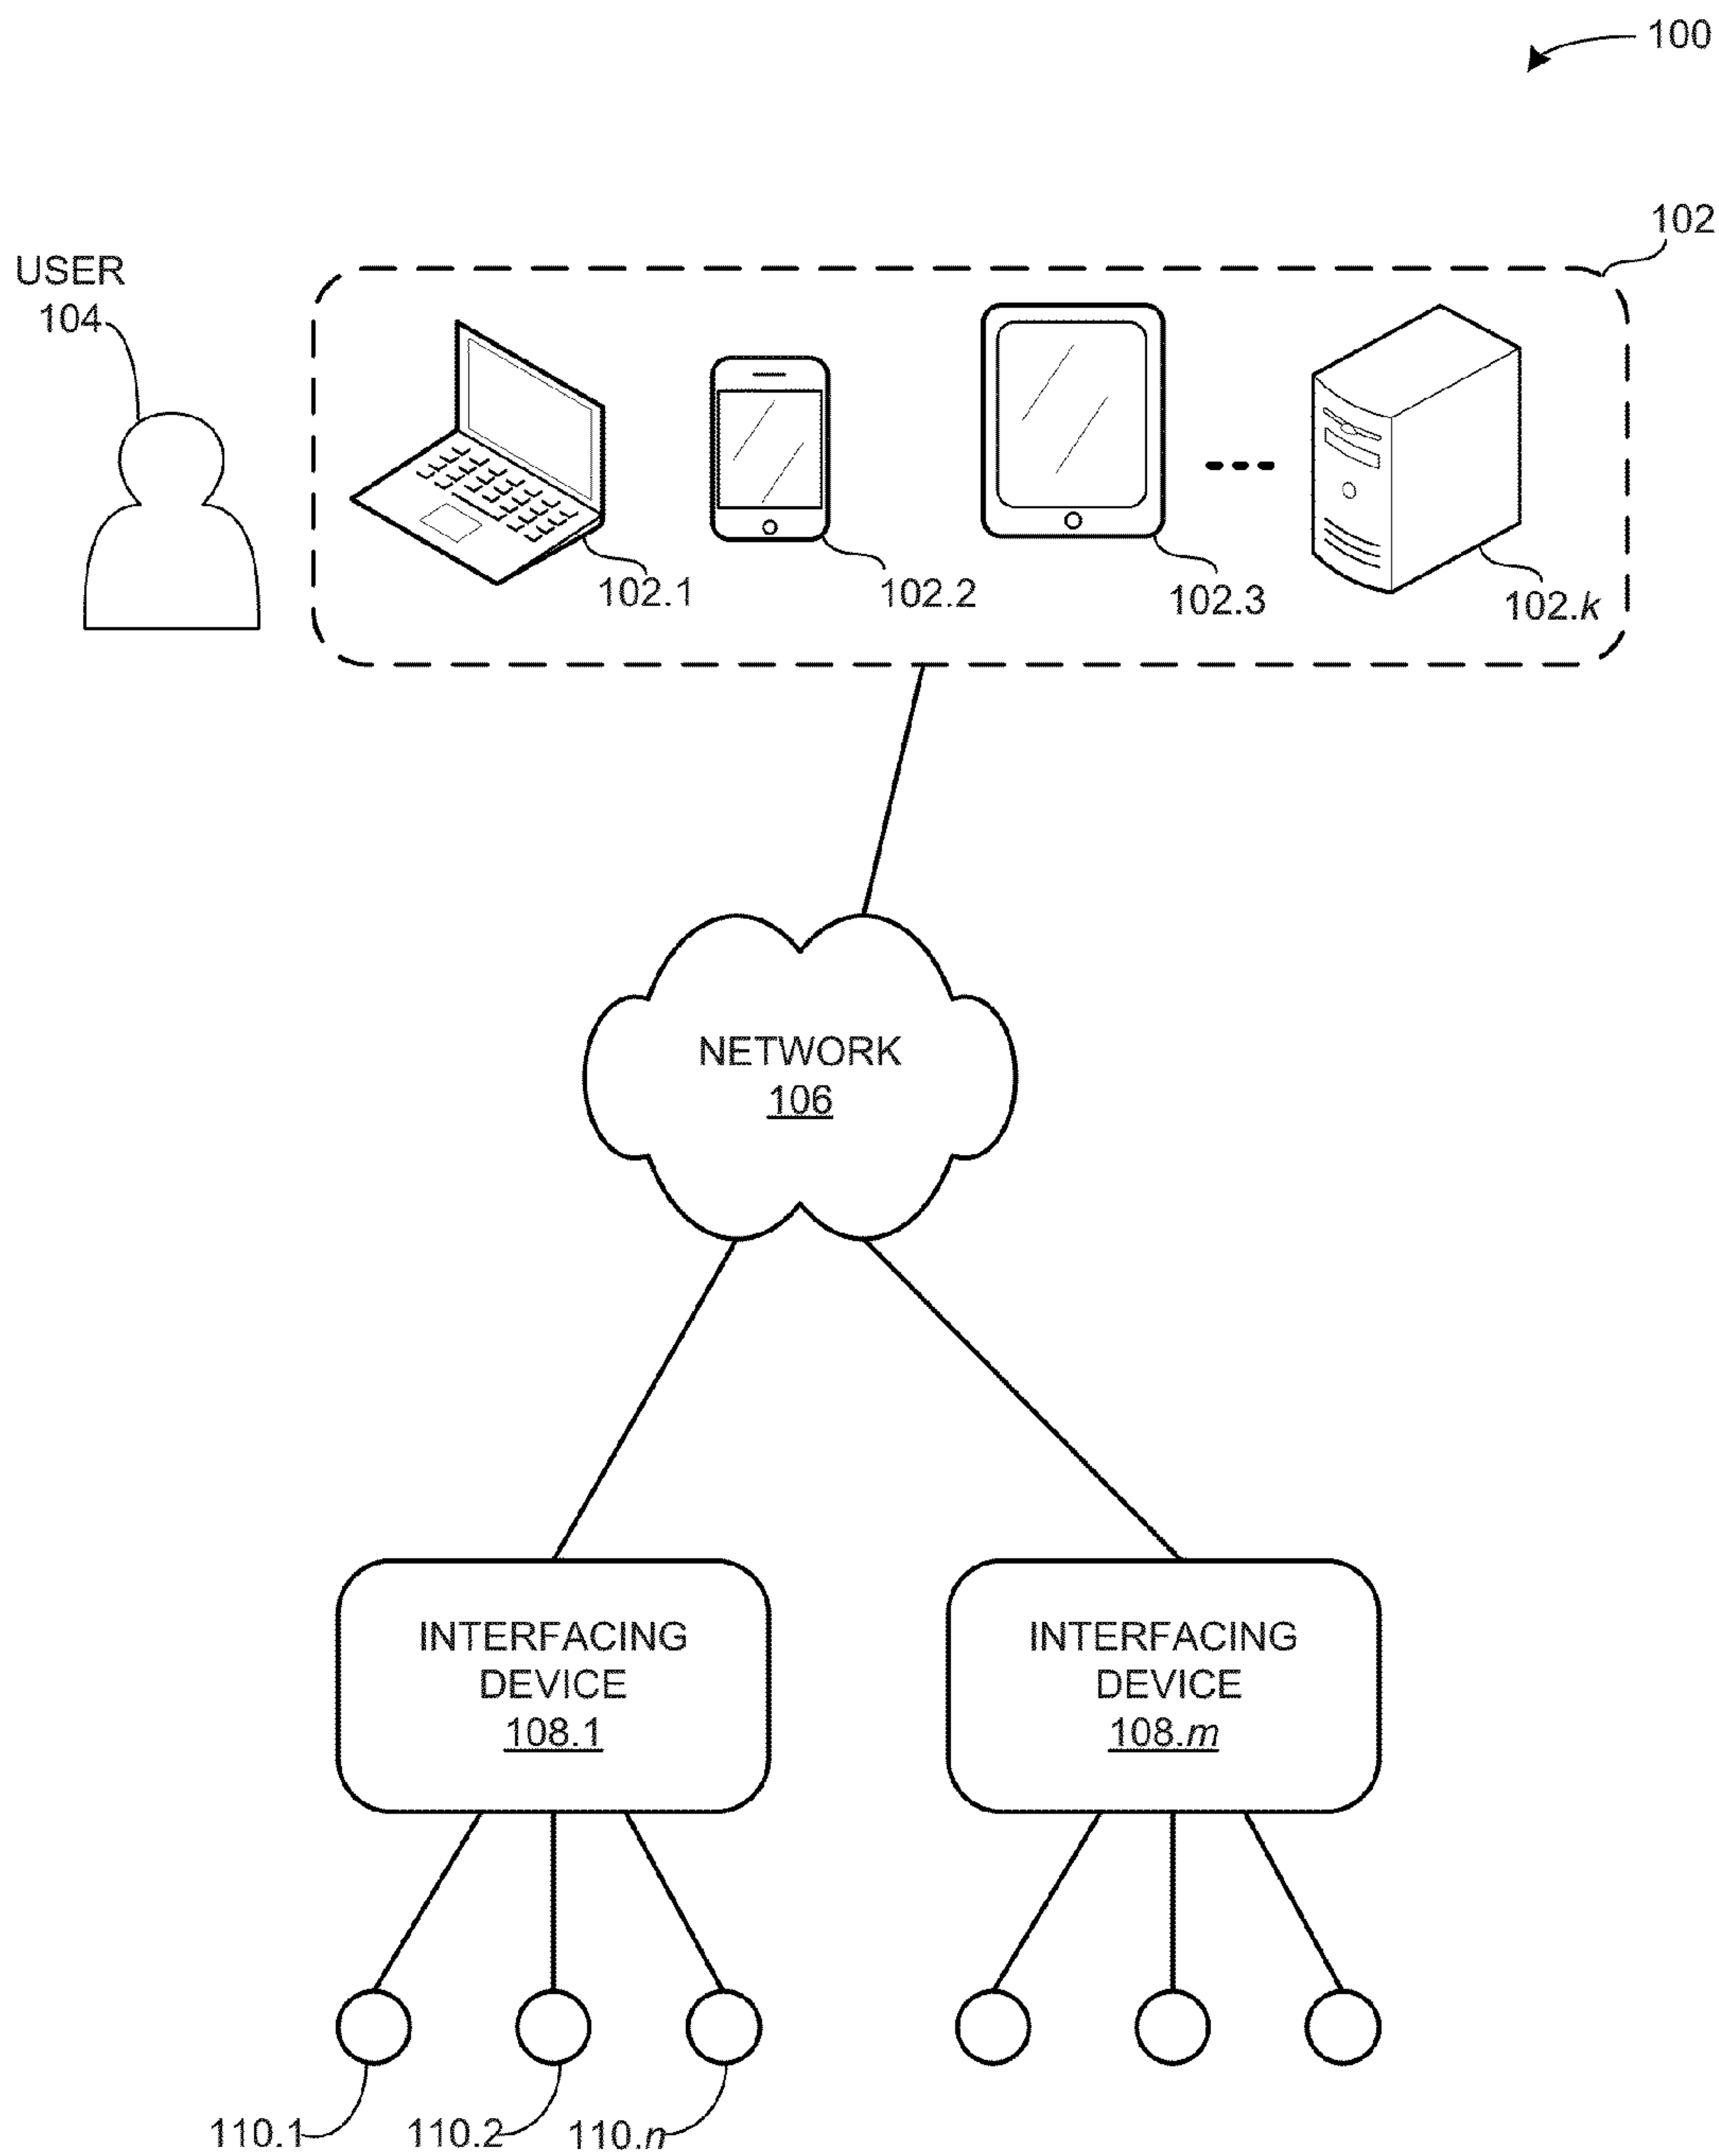 100
102
USER
104
102.1
102.2
102.3
102.k
NETWORK
106
INTERFACING
DEVICE
108.1
INTERFACING
DEVICE
108.m
110.1
110.2
110.n